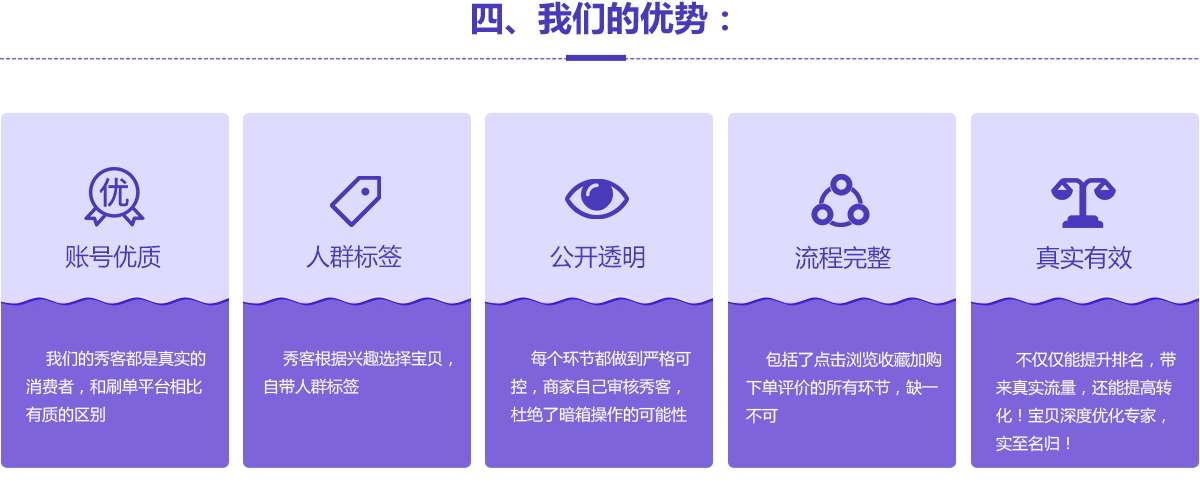 四、我们的优势：
优
账号优质
我们的秀客都是真实的
消费者，和刷单平台相比
有质的区别
人群标签
秀客根据兴趣选择宝贝，
自带人群标签
公开透明
每个环节都做到严格可
控，商家自己审核秀客，
杜绝了暗箱操作的可能性
流程完整
包括了点击浏览收藏加购
下单评价的所有环节，缺一
不可
真实有效
不仅仅能提升排名，带
来真实流量，还能提高转
化！宝贝深度优化专家，
实至名归！